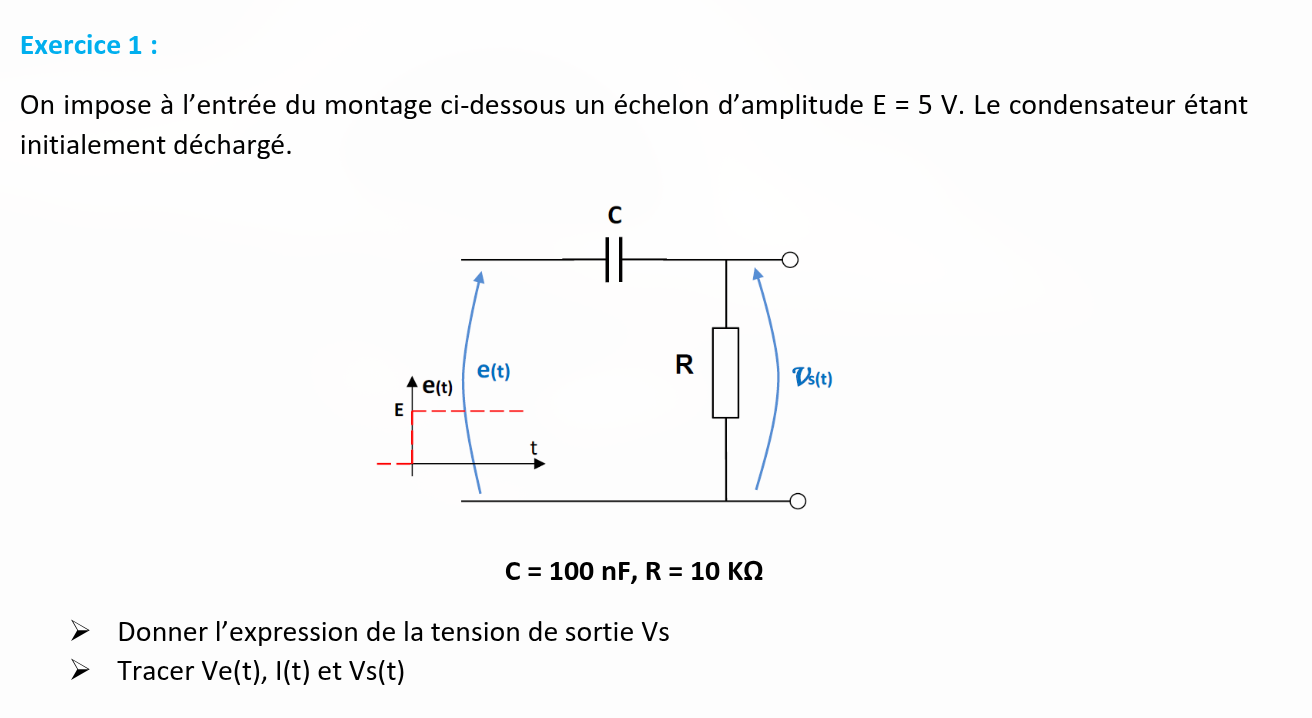 Exercice 1 :
On impose à l’entrée du montage ci-dessous un échelon d’amplitude E = 5 V. Le condensateur étant
initialement déchargé.
C
e(t)
R
Vs(t)
e(t)
E
t
C = 100 nF, R = 10 KΩ
➢ Donner l’expression de la tension de sortie Vs
➢ Tracer Ve(t), I(t) et Vs(t)